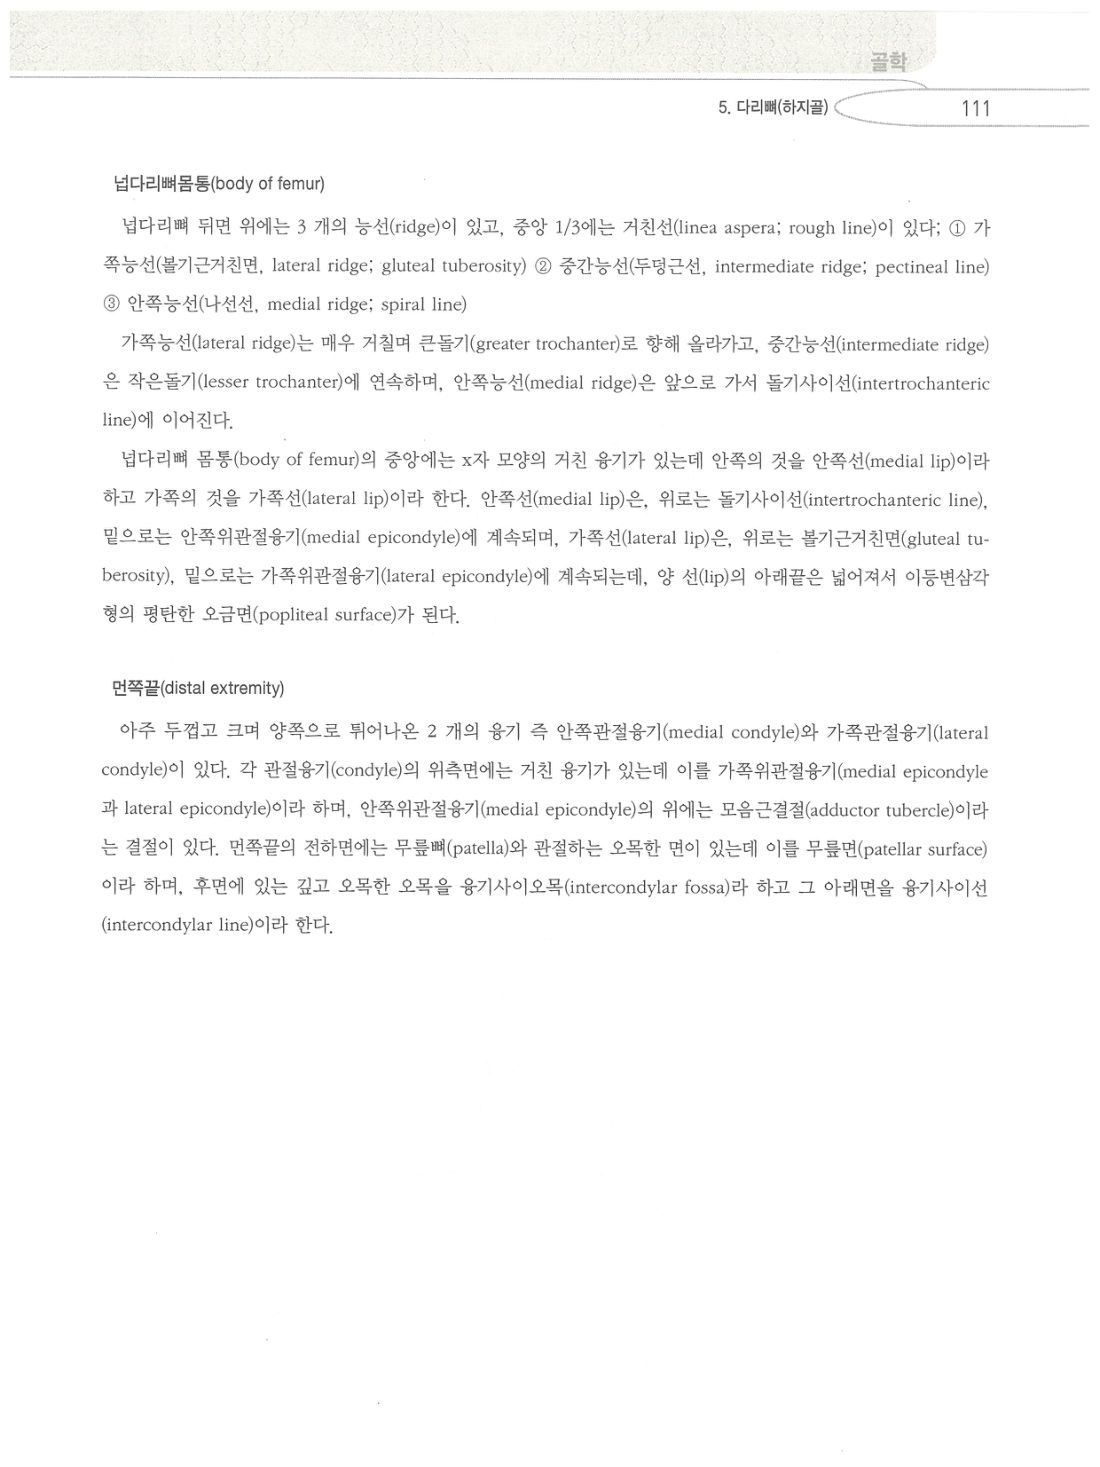 골학
5. 다리뼈(하지골)
111
넙다리뼈몸통(body of femur)
넙다리뼈 뒤면 위에는 3 개의 능선(ridge)이 있고, 중앙 1/3에는 거친선(linea aspera; rough line)이 있다; ① 가
쪽능선(볼기근거친면, lateral ridge; gluteal tuberosity) ② 중간능선(두덩근선, intermediate ridge; pectineal line)
③ 안쪽능선(나선선, medial ridge; spiral line)
가쪽능선(lateral ridge)는 매우 거칠며 큰돌기(greater trochanter)로 향해 올라가고, 중간능선(intermediate ridge)
은 작은돌기(lesser trochanter)에 연속하며, 안쪽능선(medial ridge)은 앞으로 가서 돌기사이선(intertrochanteric
line)에 이어진다.
넙다리뼈 몸통(body of femur)의 중앙에는 x자 모양의 거친 융기가 있는데 안쪽의 것을 안쪽선(medial lip)이라
하고 가쪽의 것을 가쪽선(lateral lip)이라 한다. 안쪽선(medial lip)은, 위로는 돌기사이선(intertrochanteric line),
밑으로는 안쪽위관절융기(medial epicondyle)에 계속되며, 가쪽선(lateral lip)은, 위로는 볼기근거친면(gluteal tu-
berosity), 밑으로는 가쪽위관절융기(lateral epicondyle)에 계속되는데, 양 선(lip)의 아래끝은 넓어져서 이등변삼각
형의 평탄한 오금면(popliteal surface)가 된다.
먼쪽끝(distal extremity)
아주 두껍고 크며 양쪽으로 튀어나온 2 개의 융기 즉 안쪽관절융기(medial condyle)와 가쪽관절융기(lateral
condyle)이 있다. 각 관절융기(condyle)의 위측면에는 거친 융기가 있는데 이를 가쪽위관절융기(medial epicondyle
과 lateral epicondyle)이라 하며, 안쪽위관절융기(medial epicondyle)의 위에는 모음근결절(adductor tubercle)이라
는 결절이 있다. 먼쪽끝의 전하면에는 무릎뼈(patella)와 관절하는 오목한 면이 있는데 이를 무릎면(patellar surface)
이라 하며, 후면에 있는 깊고 오목한 오목을 융기사이오목(intercondylar fossa)라 하고 그 아래면을 융기사이선
(intercondylar line)이라 한다.